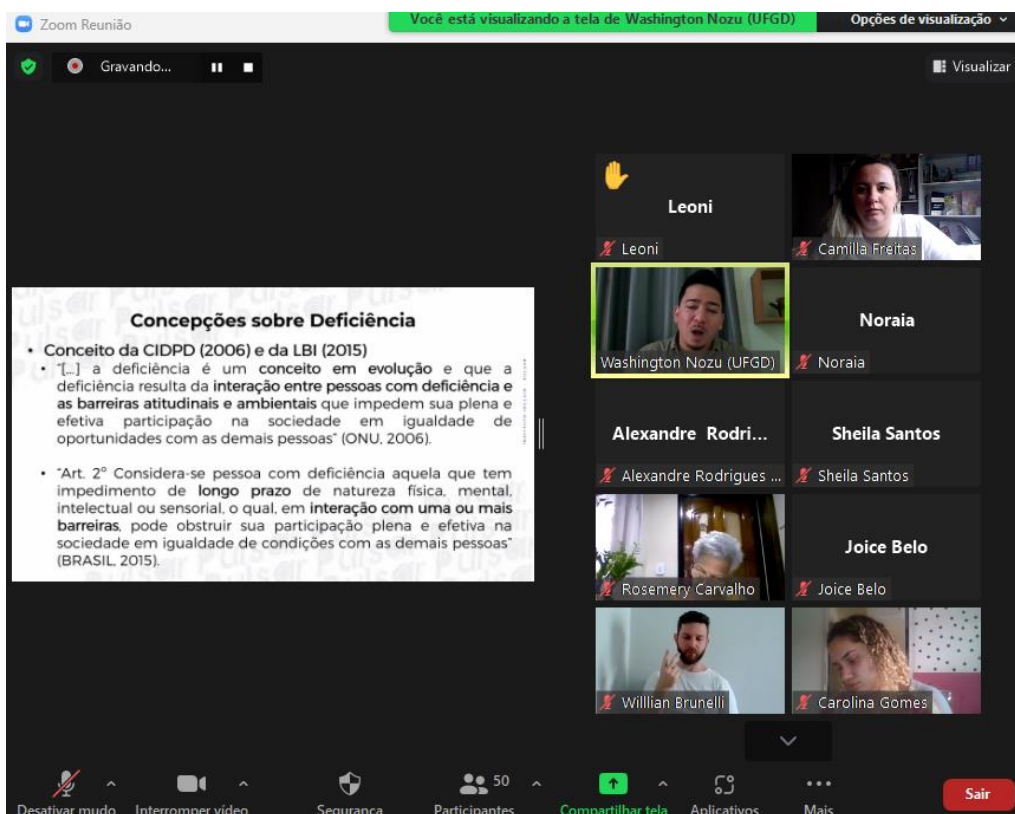 Zoom Reunião
Você está visualizando a tela de Washington Nozu (UFGD)
Opções de visualização
Gravando...
Visualizar
Concepções sobre Deficiência
• Conceito da CIDPD (2006) e da LBI (2015)
• “[...] a deficiência é um conceito em evolução e que a
deficiência resulta da interação entre pessoas com deficiência e
as barreiras atitudinais e ambientais que impedem sua plena e
efetiva participação na sociedade em igualdade de
oportunidades com as demais pessoas” (ONU, 2006).
• “Art. 2º Considera-se pessoa com deficiência aquela que tem
impedimento de longo prazo de natureza física, mental,
intelectual ou sensorial, o qual, em interação com uma ou mais
barreiras, pode obstruir sua participação plena e efetiva na
sociedade em igualdade de condições com as demais pessoas”
(BRASIL, 2015).
Leoni
Leoni
Camilla Freitas
Washington Nozu (UFGD)
Noraia
Noraia
Alexandre Rodri...
Alexandre Rodrigues ...
Sheila Santos
Sheila Santos
Rosemery Carvalho
Joice Belo
Joice Belo
Willlian Brunelli
Carolina Gomes
Desativar mudo
Interromper vídeo
Segurança
Participantes
50
Compartilhar tela
Aplicativos
Mais
Sair